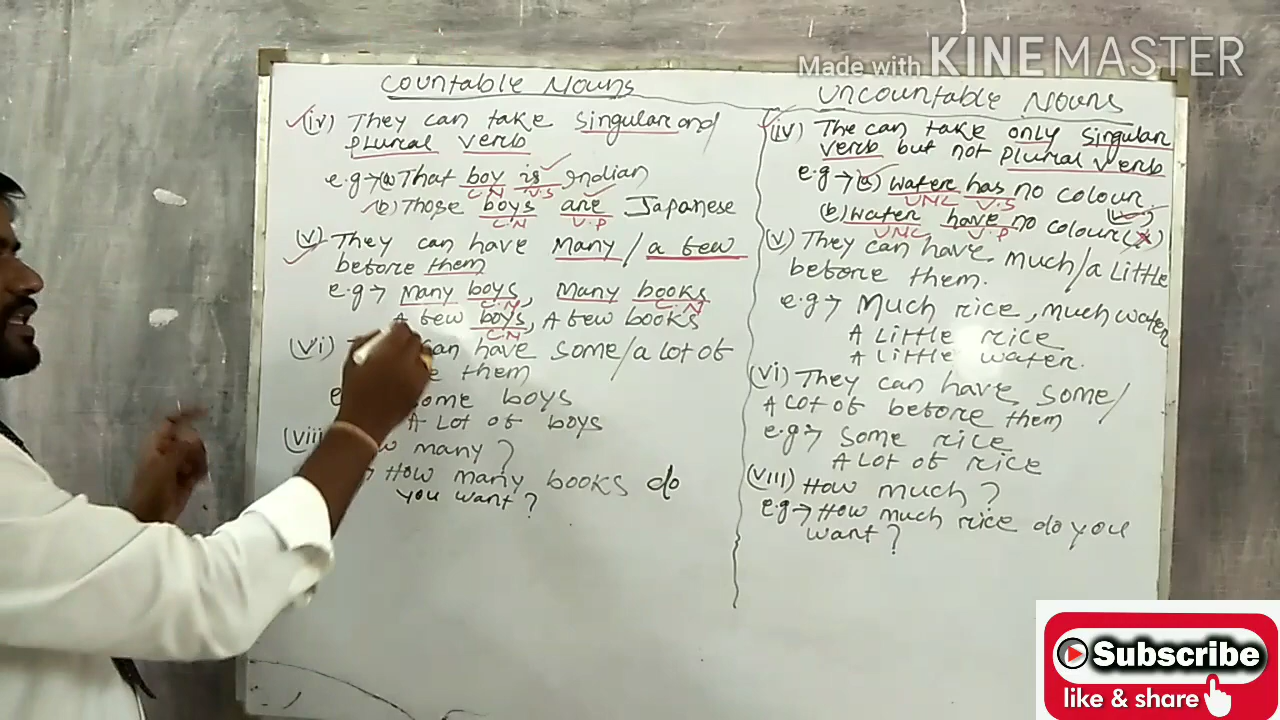 Made with KINEMASTER
Countable Nouns
(iv) They can take singular and
plural verb
e.g → (a) That boy is Indian
C.N V.S
(b) Those boys are Japanese
C.N V.P
(v) They can have many / a few
before them
e.g → Many boys, Many books
C.N C.N
A few boys, A few books
C.N
(vi) can have some/a lot of
them
some boys
A Lot of boys
(viii many?
→ How many books do
you want?
Uncountable Nouns
(iv) The can take only singular
verb but not plural verb
e.g → (a) Water has no colour.
UNC V.S
(b) Water have no colour (x)
UNC V.P
(v) They can have much/a little
before them.
e.g → Much rice, much water
A Little rice
A Little water.
(vi) They can have some/
A Lot of before them
e.g → Some rice
A Lot of rice
(viii) How much?
e.g → How much rice do you
want?
Subscribe
like & share